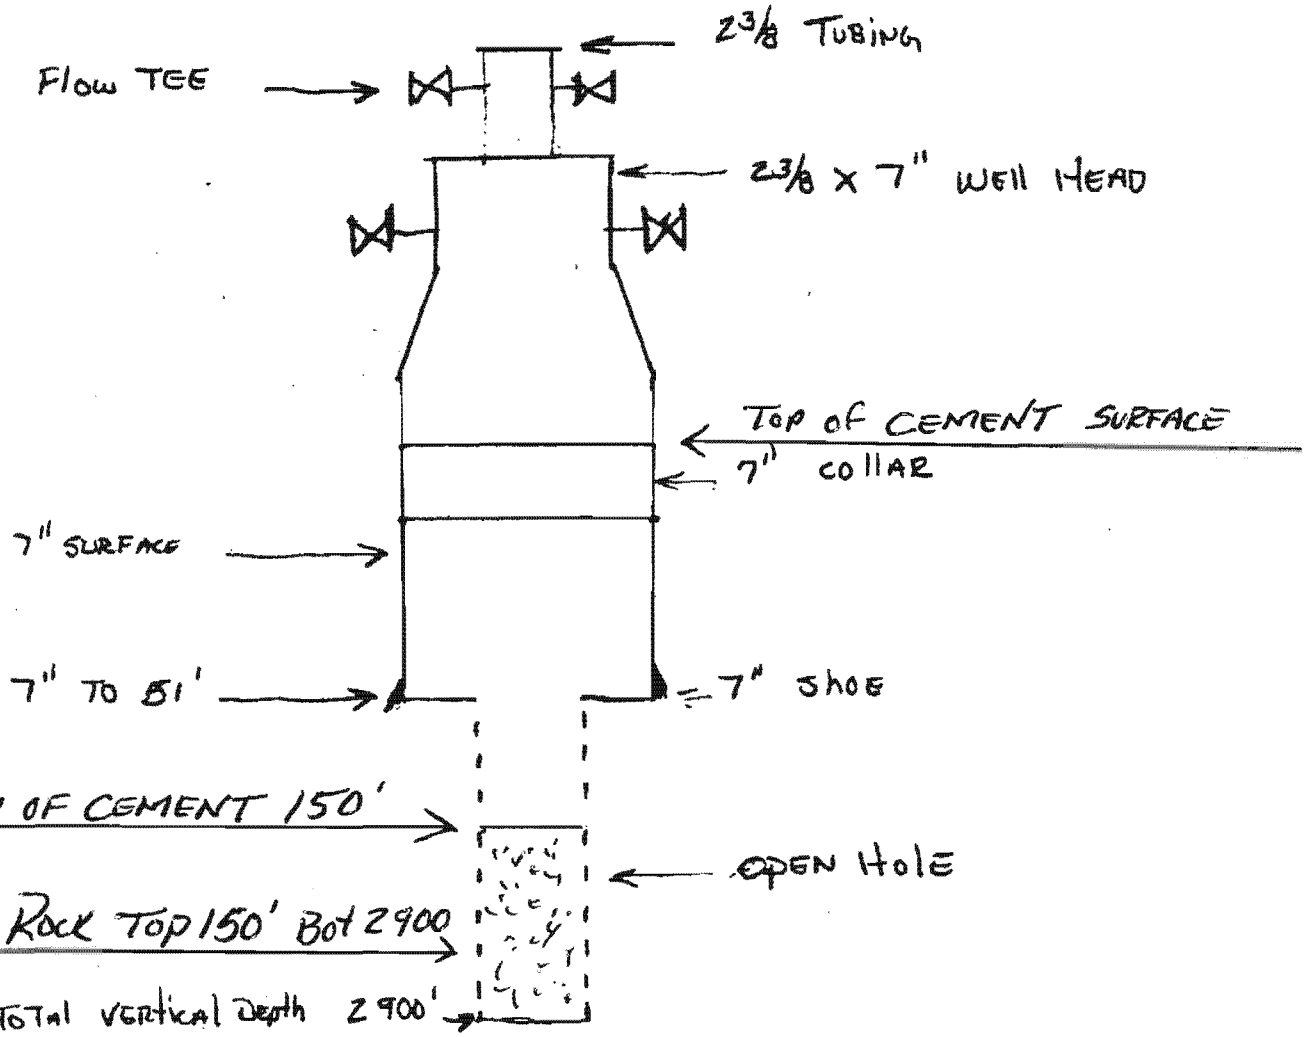 2 3/8 TUBING
Flow TEE
2 3/8 X 7" WEll HEAD
TOP of CEMENT SURFACE
7" COllAR
7" SURFACE
7" TO 51'
7" ShOE
OF CEMENT 150'
OPEN HOlE
ROCK TOP 150' Bot 2900
TOTAl VERtiCAl DEpth 2900'